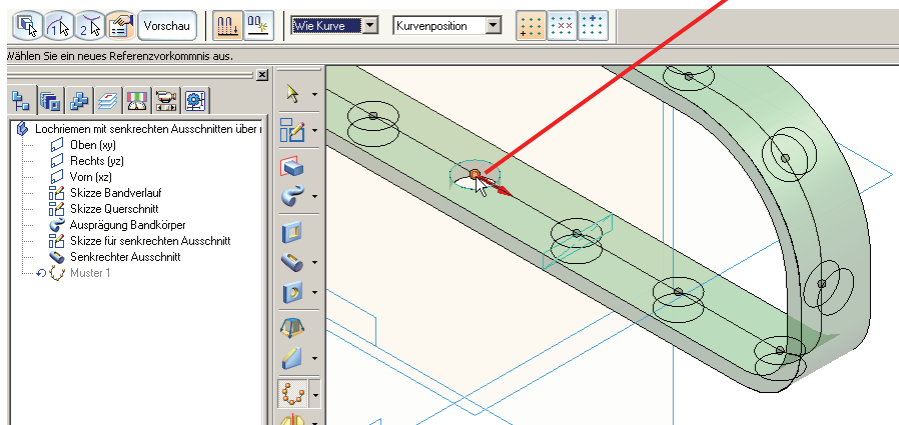 Vorschau
Wie Kurve
Kurvenposition
Wählen Sie ein neues Referenzvorkommnis aus.
Lochriemen mit senkrechten Ausschnitten über
Oben (xy)
Rechts (yz)
Vorn (xz)
Skizze Bandverlauf
Skizze Querschnitt
Ausprägung Bandkörper
Skizze für senkrechten Ausschnitt
Senkrechter Ausschnitt
Muster 1